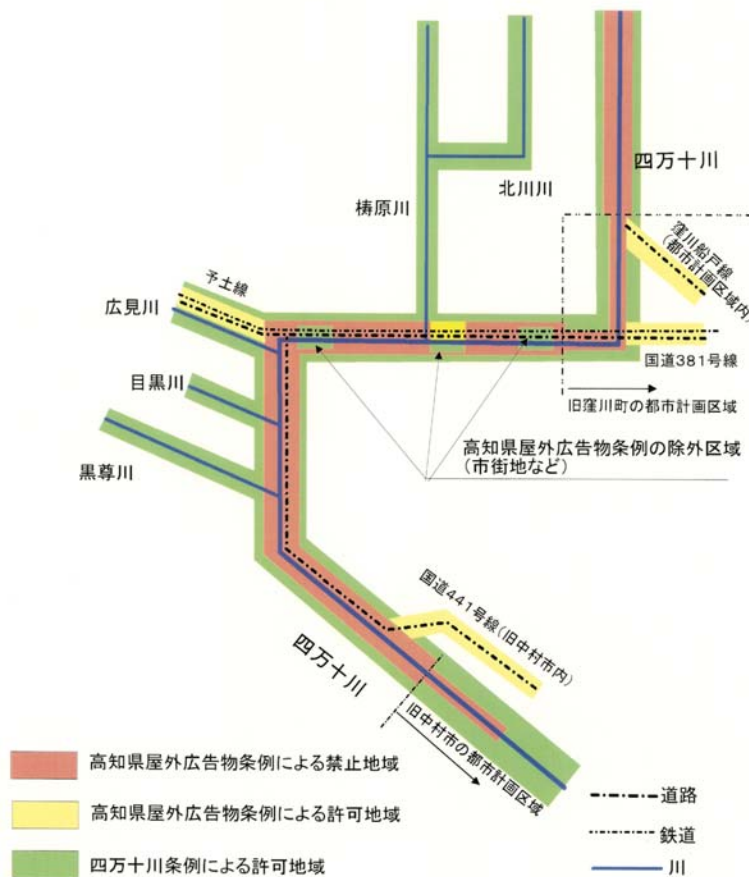 四万十川
北川川
梼原川
窪川船戸線
(都市計画区域内)
予土線
広見川
国道381号線
目黒川
旧窪川町の都市計画区域
高知県屋外広告物条例の除外区域
(市街地など)
黒尊川
国道441号線(旧中村市内)
四万十川
旧中村市の都市計画区域
高知県屋外広告物条例による禁止地域
高知県屋外広告物条例による許可地域
四万十川条例による許可地域
道路
鉄道
川